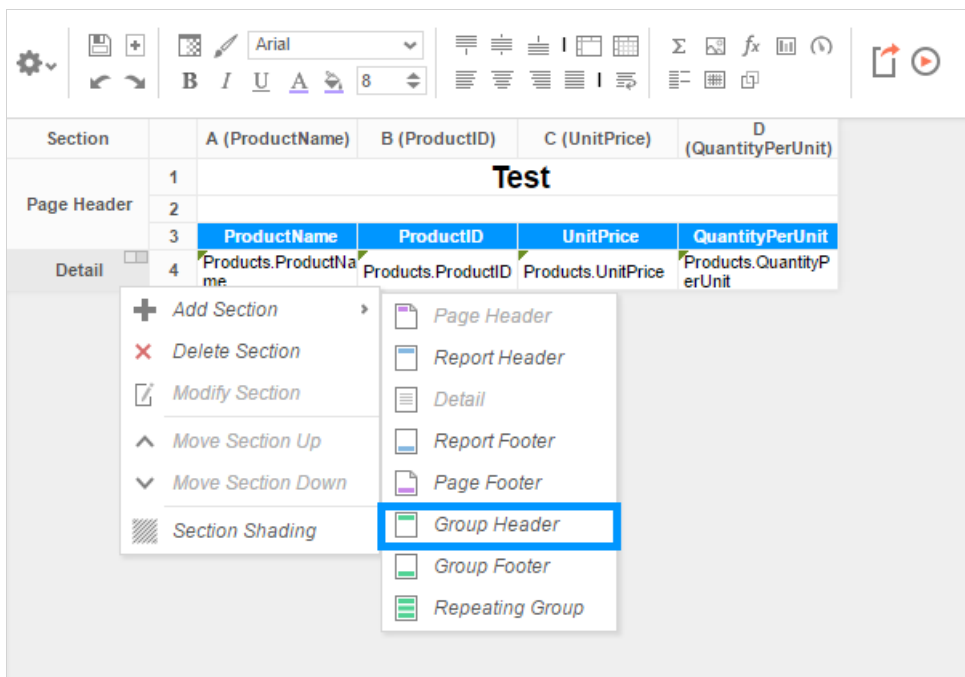 Arial
Σ fx
B I U A 8
Section A (ProductName) B (ProductID) C (UnitPrice) D
(QuantityPerUnit)
Page Header
1 Test
2
3 ProductName ProductID UnitPrice QuantityPerUnit
Detail 4 Products.ProductNa Products.ProductID Products.UnitPrice Products.QuantityP
me erUnit
Add Section
Delete Section
Modify Section
Move Section Up
Move Section Down
Section Shading
Page Header
Report Header
Detail
Report Footer
Page Footer
Group Header
Group Footer
Repeating Group